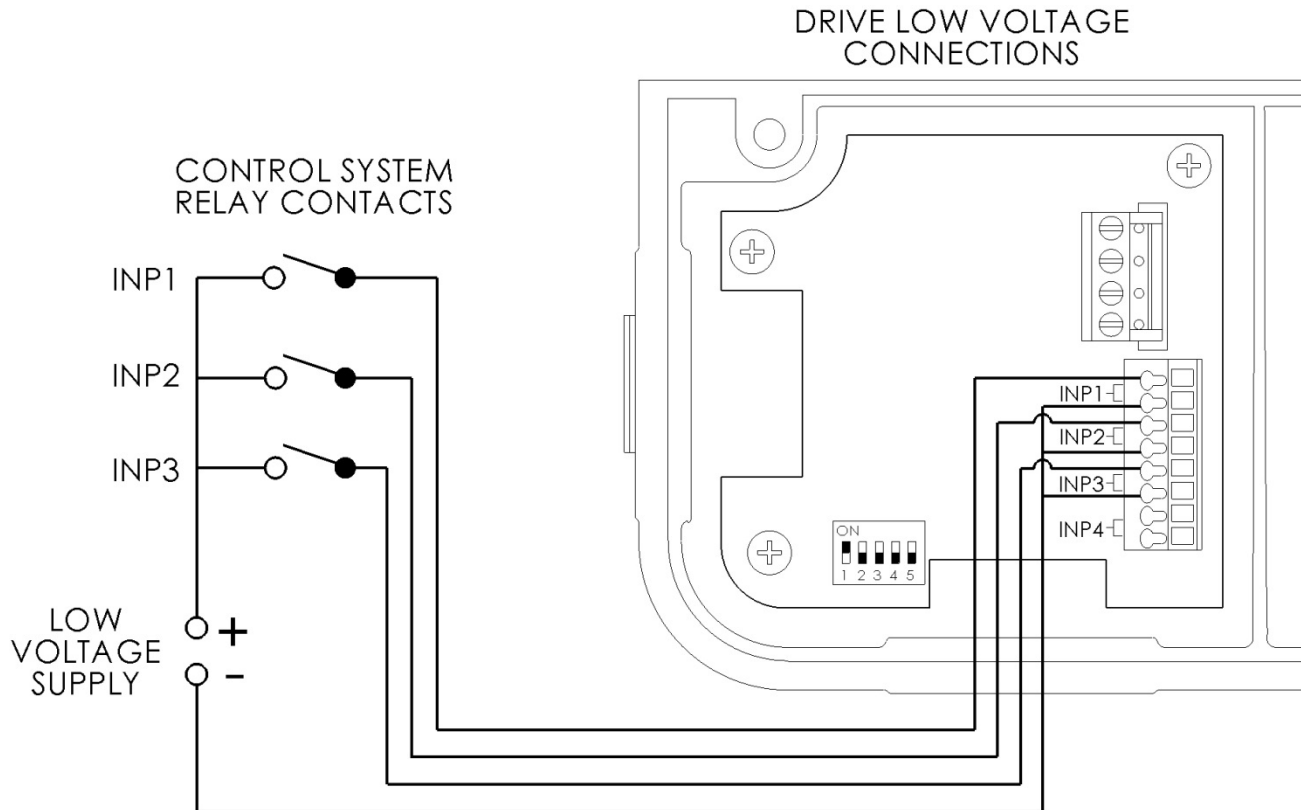 DRIVE LOW VOLTAGE
CONNECTIONS
CONTROL SYSTEM
RELAY CONTACTS
INP1
INP2
INP3
INP1
INP2
INP3
INP4
ON
1 2 3 4 5
LOW
VOLTAGE
SUPPLY
+
-